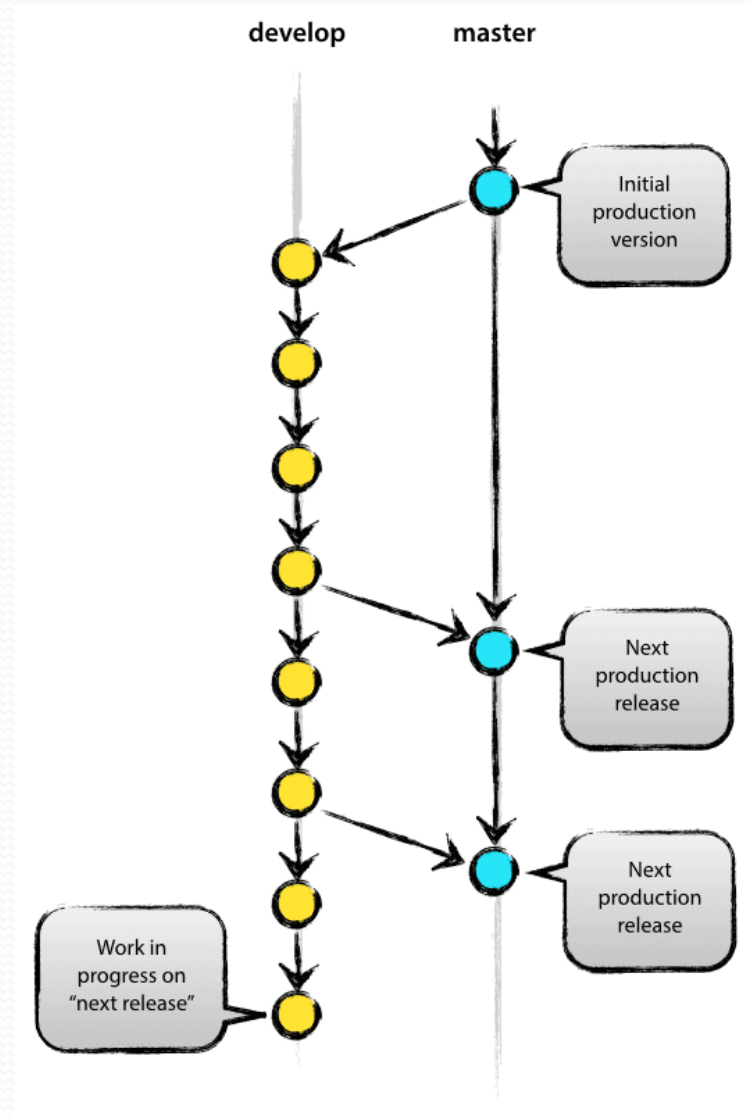 develop
master
Initial
production
version
Next
production
release
Next
production
release
Work in
progress on
“next release”